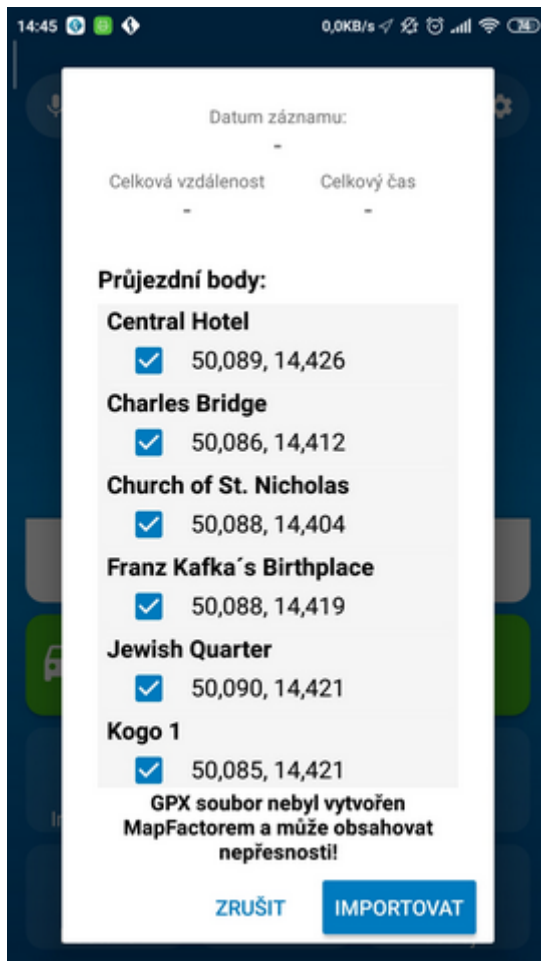 14:45 0,0KB/s 74
Datum záznamu:
-
Celková vzdálenost Celkový čas
- -
Průjezdní body:
Central Hotel
50,089, 14,426
Charles Bridge
50,086, 14,412
Church of St. Nicholas
50,088, 14,404
Franz Kafka´s Birthplace
50,088, 14,419
Jewish Quarter
50,090, 14,421
Kogo 1
50,085, 14,421
GPX soubor nebyl vytvořen
MapFactorem a může obsahovat
nepřesnosti!
ZRUŠIT IMPORTOVAT